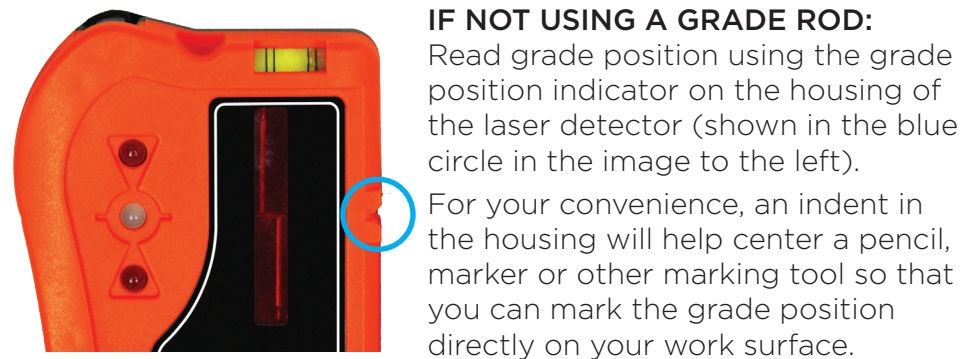 IF NOT USING A GRADE ROD:
Read grade position using the grade
position indicator on the housing of
the laser detector (shown in the blue
circle in the image to the left).
For your convenience, an indent in
the housing will help center a pencil,
marker or other marking tool so that
you can mark the grade position
directly on your work surface.